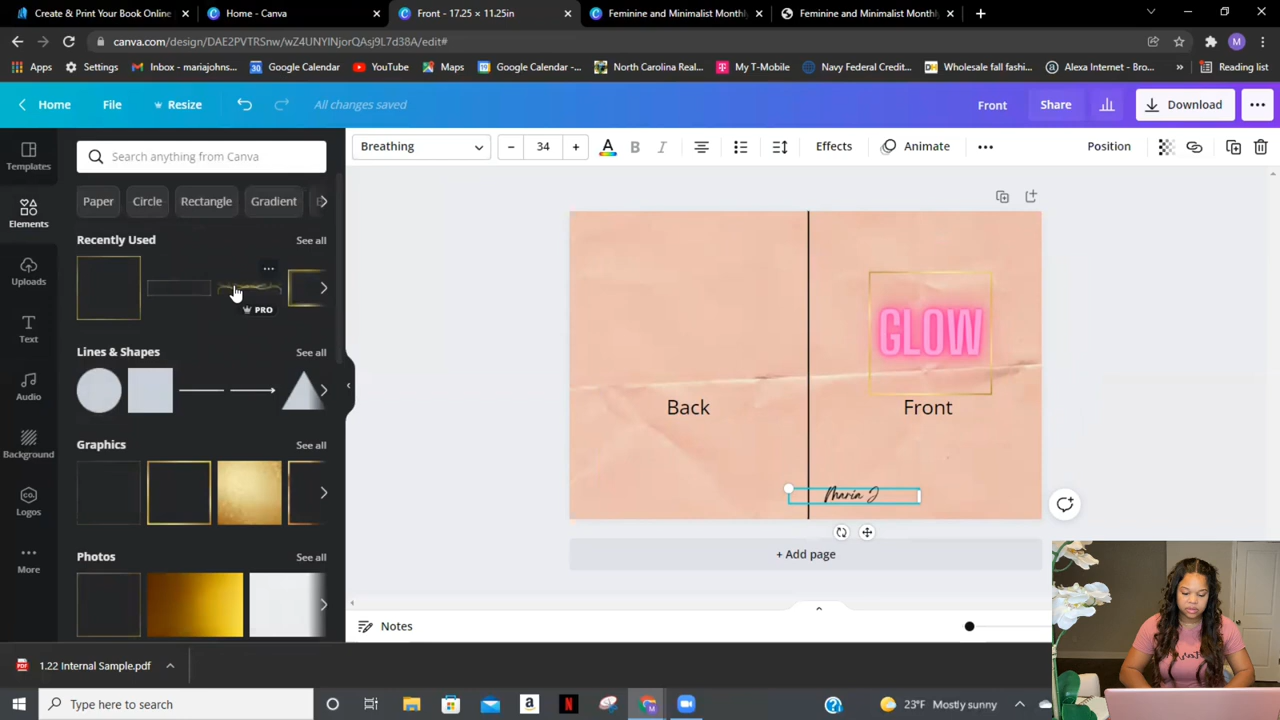 Create & Print Your Book Online
Home - Canva
Front - 17.25 × 11.25in
Feminine and Minimalist Monthly
Feminine and Minimalist Monthly
canva.com/design/DAE2PVTRSnw/wZ4UNYlNjorQAsj9L7d38A/edit#
M
Apps
Settings
Inbox - mariajohns...
Google Calendar
YouTube
Maps
Google Calendar -...
North Carolina Real...
My T-Mobile
Navy Federal Credit...
Wholesale fall fashio...
Alexa Internet - Bro...
Reading list
Home
File
Resize
All changes saved
Front
Share
Download
Templates
Elements
Uploads
Text
Audio
Background
Logos
More
Search anything from Canva
Paper
Circle
Rectangle
Gradient
Recently Used
See all
PRO
Lines & Shapes
See all
Graphics
See all
Photos
See all
Breathing
34
A
B
I
Effects
Animate
Position
GLOW
Back
Front
Maria J
+ Add page
Notes
1.22 Internal Sample.pdf
Type here to search
23°F Mostly sunny